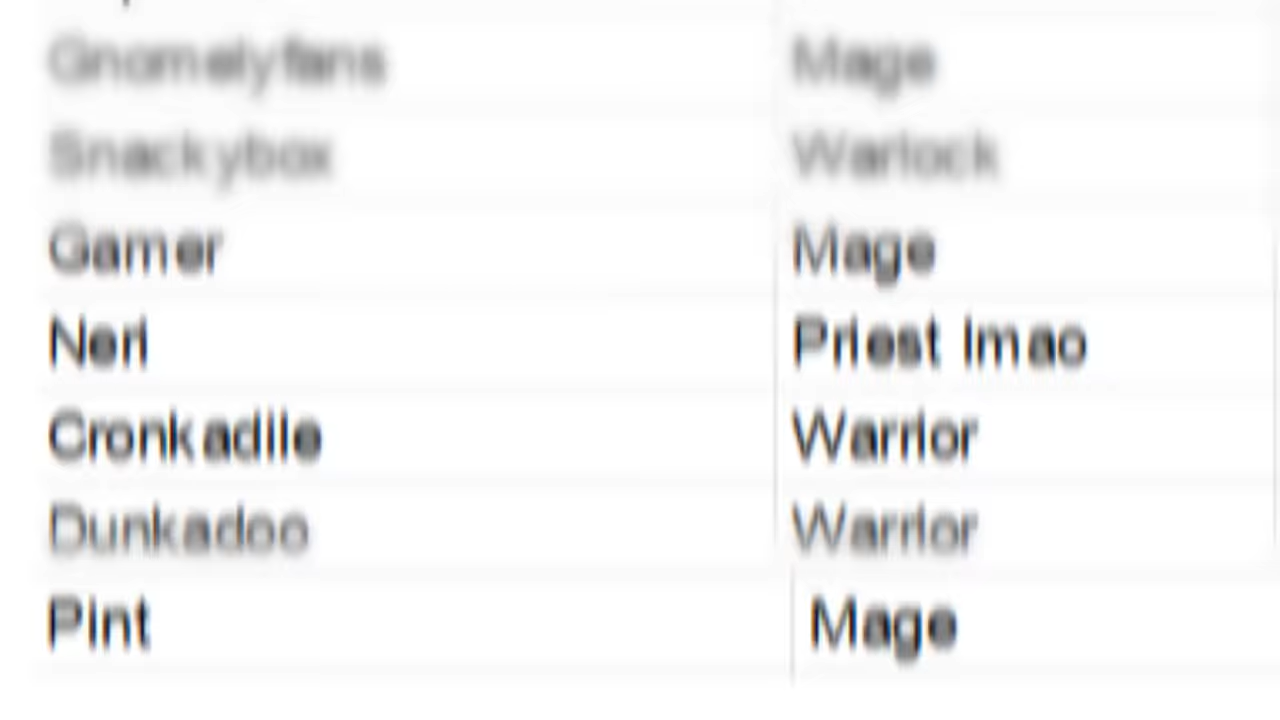 Gnomelyfans Mage
Snackybox Warlock
Gamer Mage
Neri Priest lmao
Cronkadile Warrior
Dunkadoo Warrior
Pint Mage